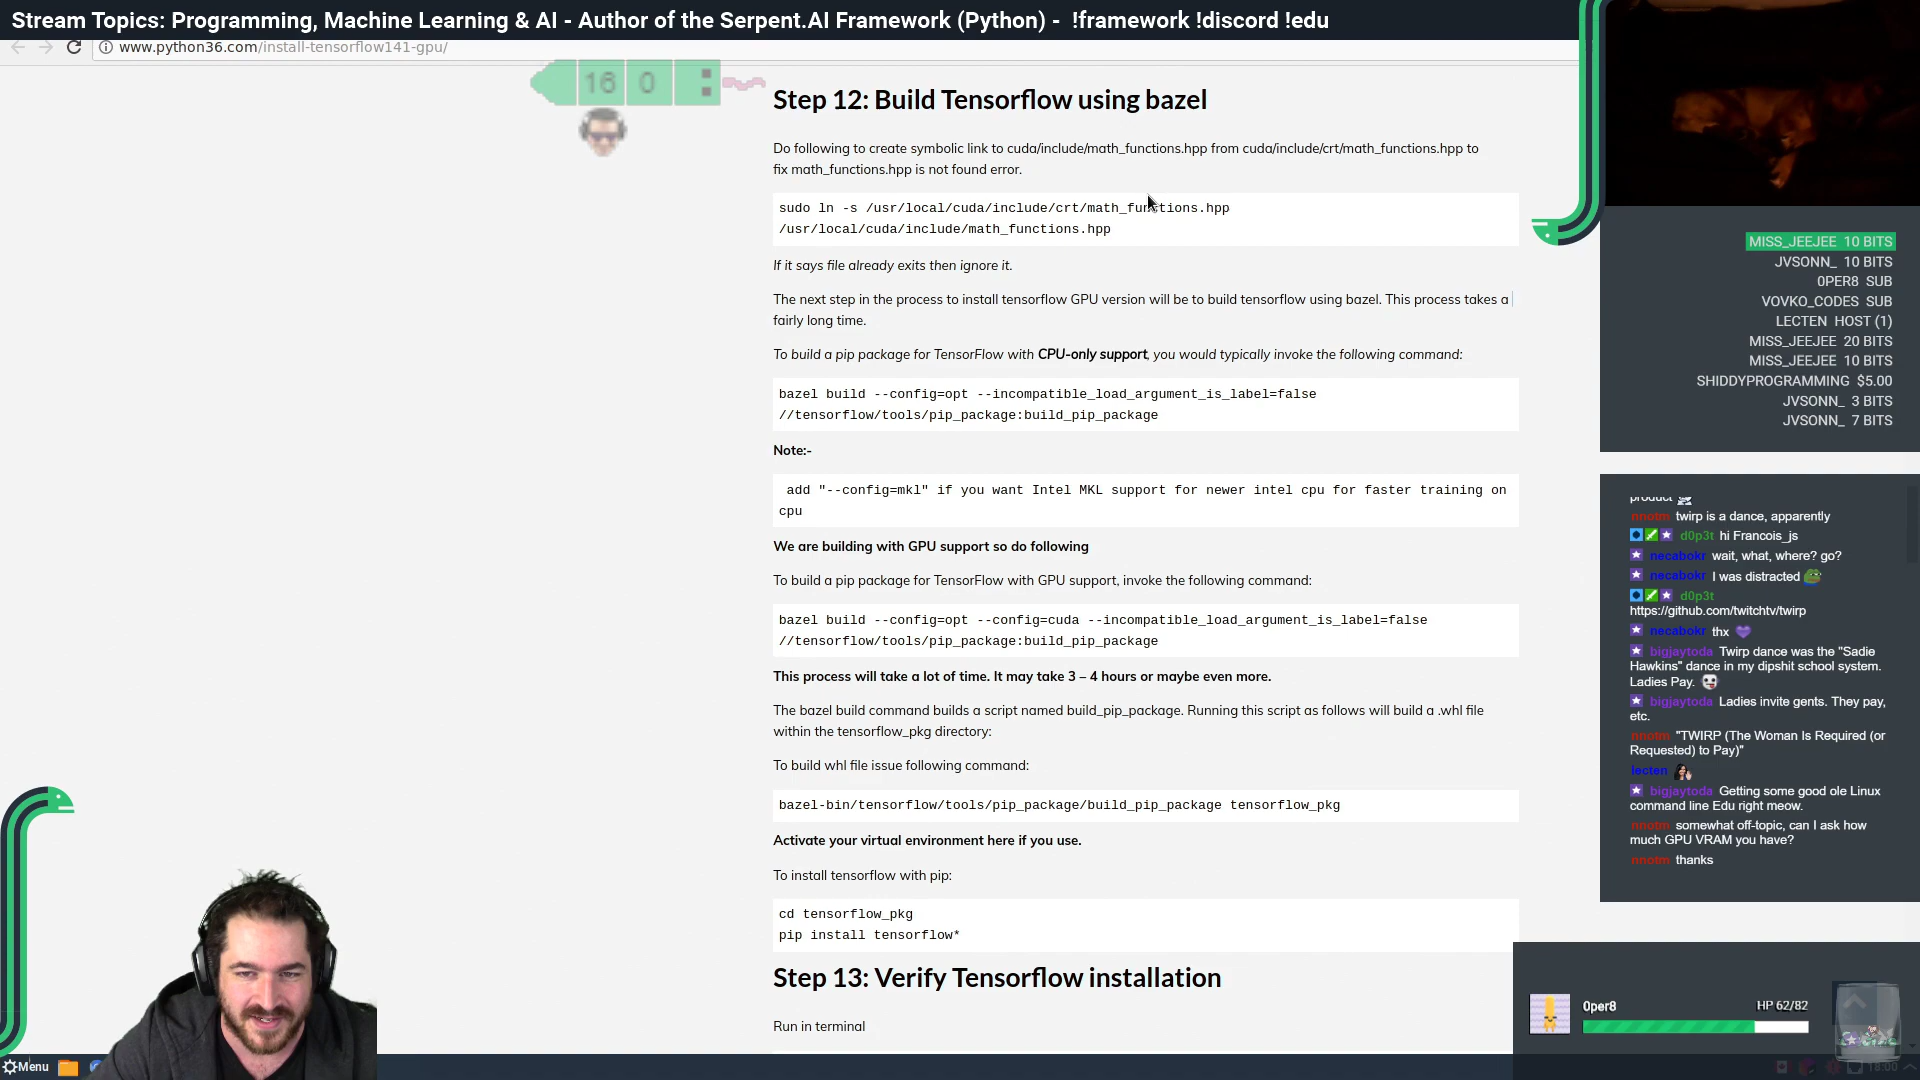 Stream Topics: Programming, Machine Learning & AI - Author of the Serpent.AI Framework (Python) -  !framework !discord !edu
www.python36.com/install-tensorflow141-gpu/
16 0 :
Step 12: Build Tensorflow using bazel
Do following to create symbolic link to cuda/include/math_functions.hpp from cuda/include/crt/math_functions.hpp to
fix math_functions.hpp is not found error.
sudo ln -s /usr/local/cuda/include/crt/math_functions.hpp
/usr/local/cuda/include/math_functions.hpp
If it says file already exits then ignore it.
The next step in the process to install tensorflow GPU version will be to build tensorflow using bazel. This process takes a
fairly long time.
To build a pip package for TensorFlow with CPU-only support, you would typically invoke the following command:
bazel build --config=opt --incompatible_load_argument_is_label=false
//tensorflow/tools/pip_package:build_pip_package
Note:-
add "--config=mkl" if you want Intel MKL support for newer intel cpu for faster training on
cpu
We are building with GPU support so do following
To build a pip package for TensorFlow with GPU support, invoke the following command:
bazel build --config=opt --config=cuda --incompatible_load_argument_is_label=false
//tensorflow/tools/pip_package:build_pip_package
This process will take a lot of time. It may take 3 – 4 hours or maybe even more.
The bazel build command builds a script named build_pip_package. Running this script as follows will build a .whl file
within the tensorflow_pkg directory:
To build whl file issue following command:
bazel-bin/tensorflow/tools/pip_package/build_pip_package tensorflow_pkg
Activate your virtual environment here if you use.
To install tensorflow with pip:
cd tensorflow_pkg
pip install tensorflow*
Step 13: Verify Tensorflow installation
Run in terminal
MISS_JEEJEE 10 BITS
JVSONN_ 10 BITS
0PER8 SUB
VOVKO_CODES SUB
LECTEN HOST (1)
MISS_JEEJEE 20 BITS
MISS_JEEJEE 10 BITS
SHIDDYPROGRAMMING $5.00
JVSONN_ 3 BITS
JVSONN_ 7 BITS
product
nnotm twirp is a dance, apparently
d0p3t hi Francois_js
necabokr wait, what, where? go?
necabokr I was distracted
d0p3t
https://github.com/twitchtv/twirp
necabokr thx
bigjaytoda Twirp dance was the "Sadie
Hawkins" dance in my dipshit school system.
Ladies Pay.
bigjaytoda Ladies invite gents. They pay,
etc.
nnotm "TWIRP (The Woman Is Required (or
Requested) to Pay)"
lecten
bigjaytoda Getting some good ole Linux
command line Edu right meow.
nnotm somewhat off-topic, can I ask how
much GPU VRAM you have?
nnotm thanks
0per8 HP 62/82
Menu
18:00